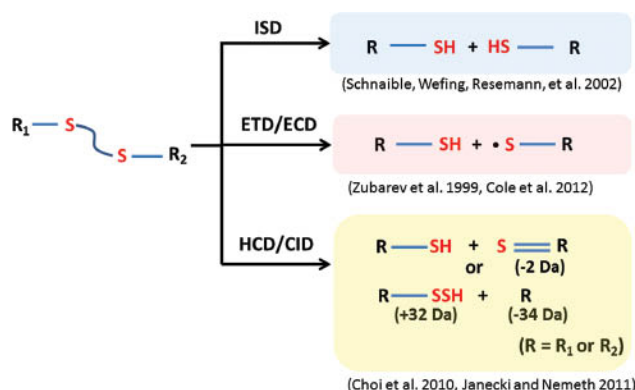 ISD
R — SH + HS — R
(Schnaible, Wefing, Resemann, et al. 2002)
R₁ — S
S — R₂
ETD/ECD
R — SH + • S — R
(Zubarev et al. 1999, Cole et al. 2012)
HCD/CID
R — SH + S = R
or (-2 Da)
R — SSH + R
(+32 Da) (-34 Da)
(R = R₁ or R₂)
(Choi et al. 2010, Janecki and Nemeth 2011)